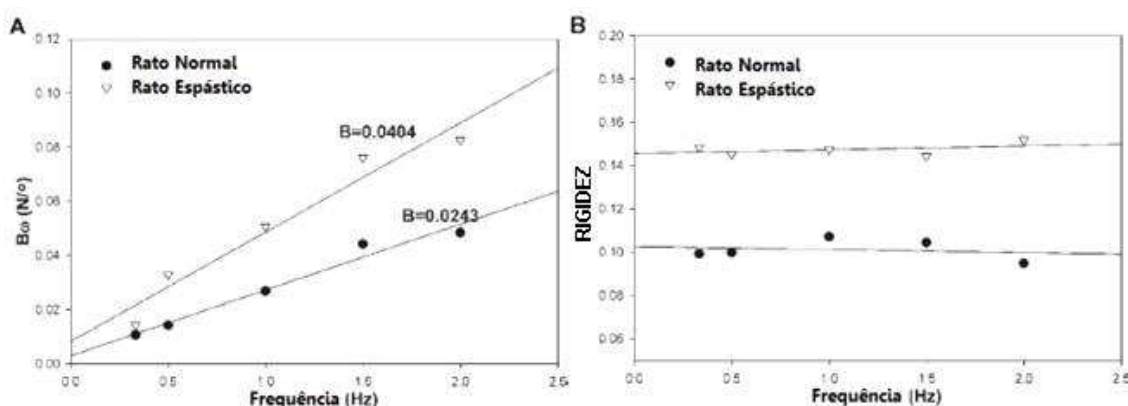 A
0.12
0.10
0.08
0.06
0.04
0.02
0.00
Bω (N/°)
Rato Normal
Rato Espástico
B=0.0404
B=0.0243
0.0 0.5 1.0 1.5 2.0 2.5
Frequência (Hz)
B
0.20
0.18
0.16
0.14
0.12
0.10
0.08
0.06
RIGIDEZ
Rato Normal
Rato Espástico
0.0 0.5 1.0 1.5 2.0 2.5
Frequência (Hz)